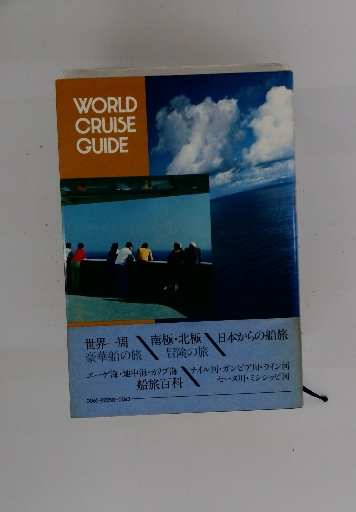 WORLD
CRUISE
GUIDE
世界一周 \ 南極・北極 \ 日本からの船旅
豪華船の旅 \ 冒険の旅
エーゲ海・地中海・カリブ海 \ ナイル河・ガンビア川・ライン河
船旅百科 \ セーヌ川・ミシシッピ河